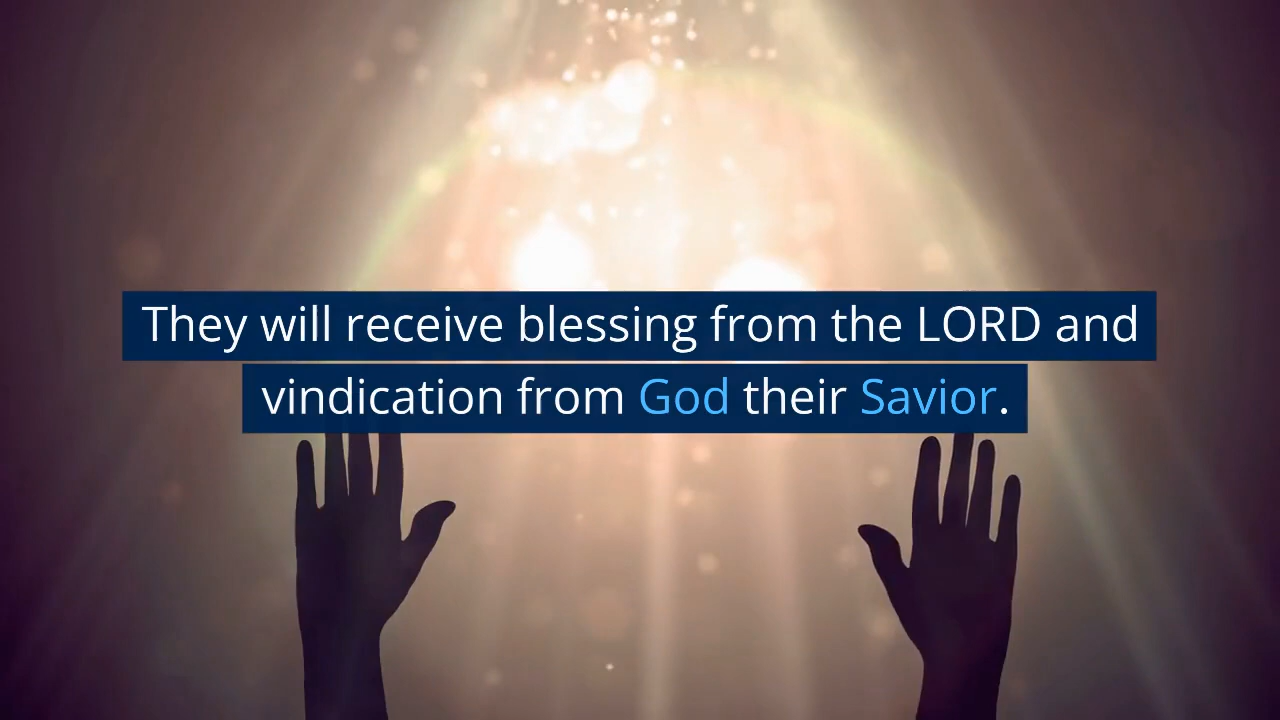 They will receive blessing from the LORD and
vindication from God their Savior.